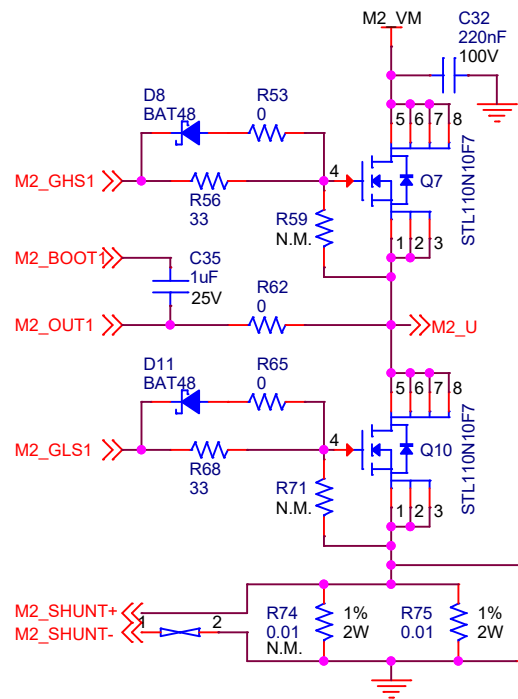 M2_VM
C32
220nF
100V
D8
BAT48
R53
0
5 6 7 8
M2_GHS1
R56
33
4
Q7
STL110N10F7
R59
N.M.
1 2 3
M2_BOOT1
C35
1uF
25V
M2_OUT1
R62
0
M2_U
D11
BAT48
R65
0
5 6 7 8
M2_GLS1
R68
33
4
Q10
STL110N10F7
R71
N.M.
1 2 3
M2_SHUNT+
M2_SHUNT-
1 2
R74
0.01
N.M.
1%
2W
R75
0.01
1%
2W